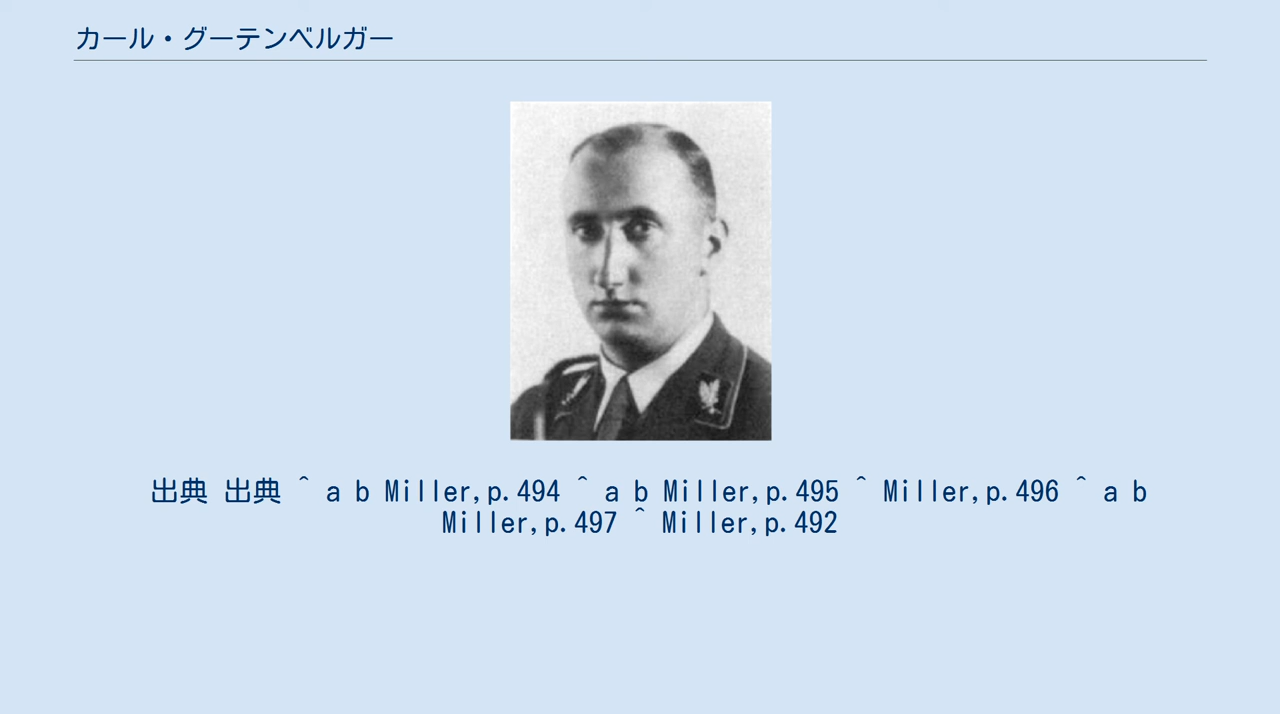 カール・グーテンベルガー
出典 出典 ^ a b Miller,p.494 ^ a b Miller,p.495 ^ Miller,p.496 ^ a b
Miller,p.497 ^ Miller,p.492